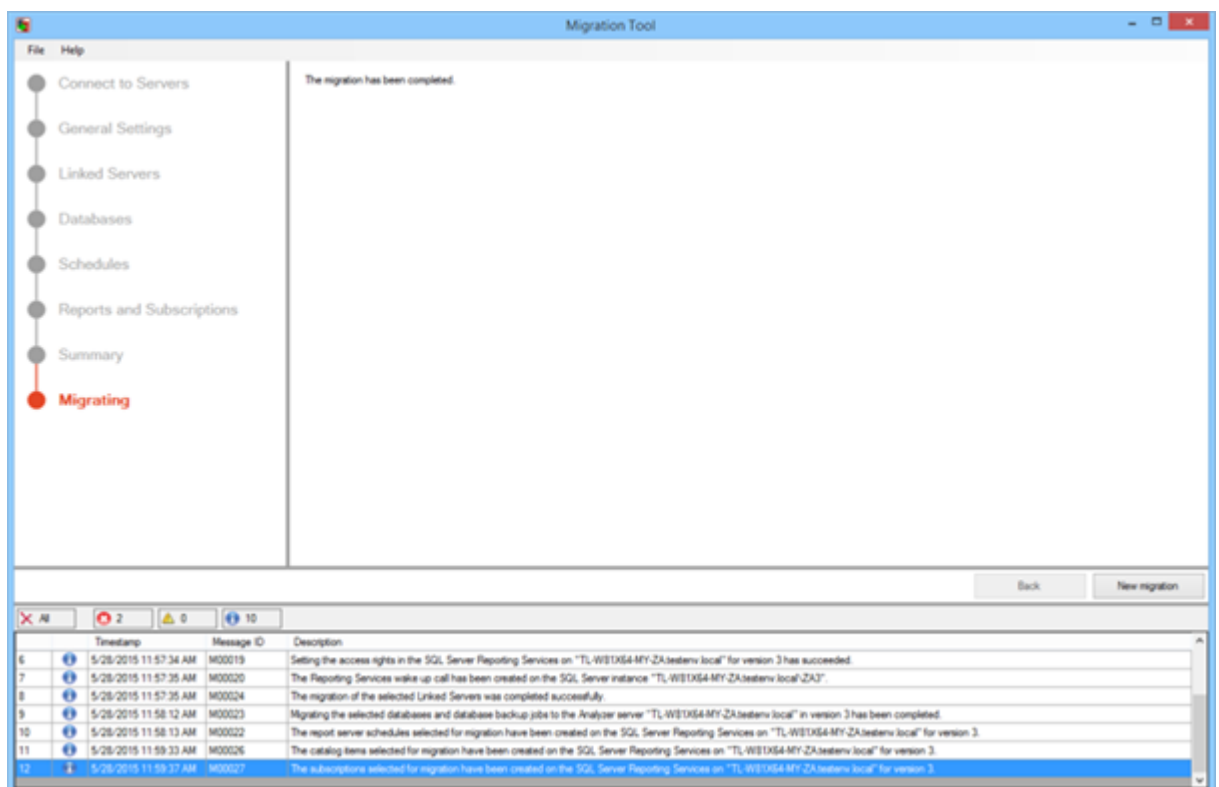 Migration Tool
File Help
Connect to Servers
The migration has been completed.
General Settings
Linked Servers
Databases
Schedules
Reports and Subscriptions
Summary
Migrating
Back New migration
All 2 0 10
Timestamp Message ID Description
6 5/28/2015 11:57:34 AM M00019 Setting the access rights in the SQL Server Reporting Services on "TL-W81X64-MY-ZA.testenv.local" for version 3 has succeeded.
7 5/28/2015 11:57:35 AM M00020 The Reporting Services wake up call has been created on the SQL Server instance "TL-W81X64-MY-ZA.testenv.local\ZA3".
8 5/28/2015 11:57:35 AM M00024 The migration of the selected Linked Servers was completed successfully.
9 5/28/2015 11:58:12 AM M00023 Migrating the selected databases and database backup jobs to the Analyzer server "TL-W81X64-MY-ZA.testenv.local" in version 3 has been completed.
10 5/28/2015 11:58:13 AM M00022 The report server schedules selected for migration have been created on the SQL Server Reporting Services on "TL-W81X64-MY-ZA.testenv.local" for version 3.
11 5/28/2015 11:59:33 AM M00026 The catalog items selected for migration have been created on the SQL Server Reporting Services on "TL-W81X64-MY-ZA.testenv.local" for version 3.
12 5/28/2015 11:59:37 AM M00027 The subscriptions selected for migration have been created on the SQL Server Reporting Services on "TL-W81X64-MY-ZA.testenv.local" for version 3.